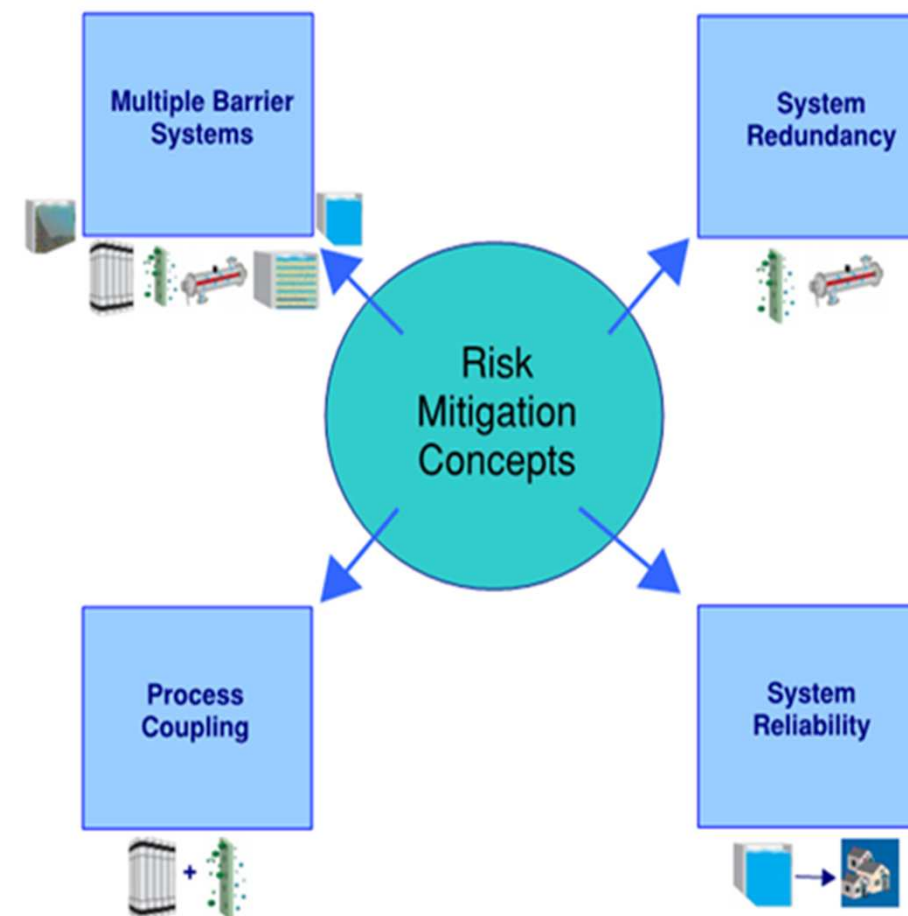 Multiple Barrier
Systems
System
Redundancy
Risk
Mitigation
Concepts
Process
Coupling
System
Reliability
+